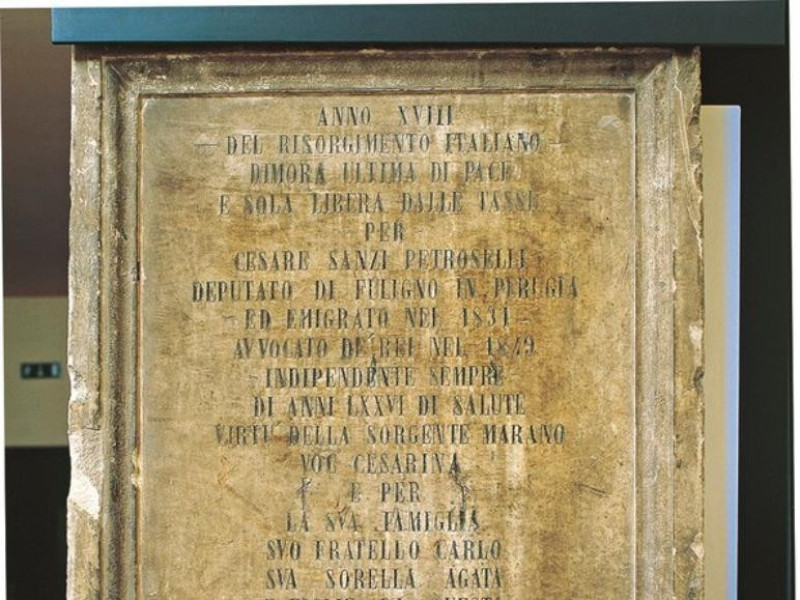 ANNO XVIII
— DEL RISORGIMENTO ITALIANO —
DIMORA ULTIMA DI PACE
E SOLA LIBERA DALLE TASSE
PER
CESARE SANZI PETROSELLI
DEPUTATO DI FULIGNO IN PERUGIA
— ED EMIGRATO NEL 1831 —
AVVOCATO DE' REI NEL 1849
— INDIPENDENTE SEMPRE —
DI ANNI LXXVI DI SALUTE
VIRTU' DELLA SORGENTE MARANO
VOC CESARINA
E PER
LA SVA FAMIGLIA
SVO FRATELLO CARLO
SVA SORELLA AGATA